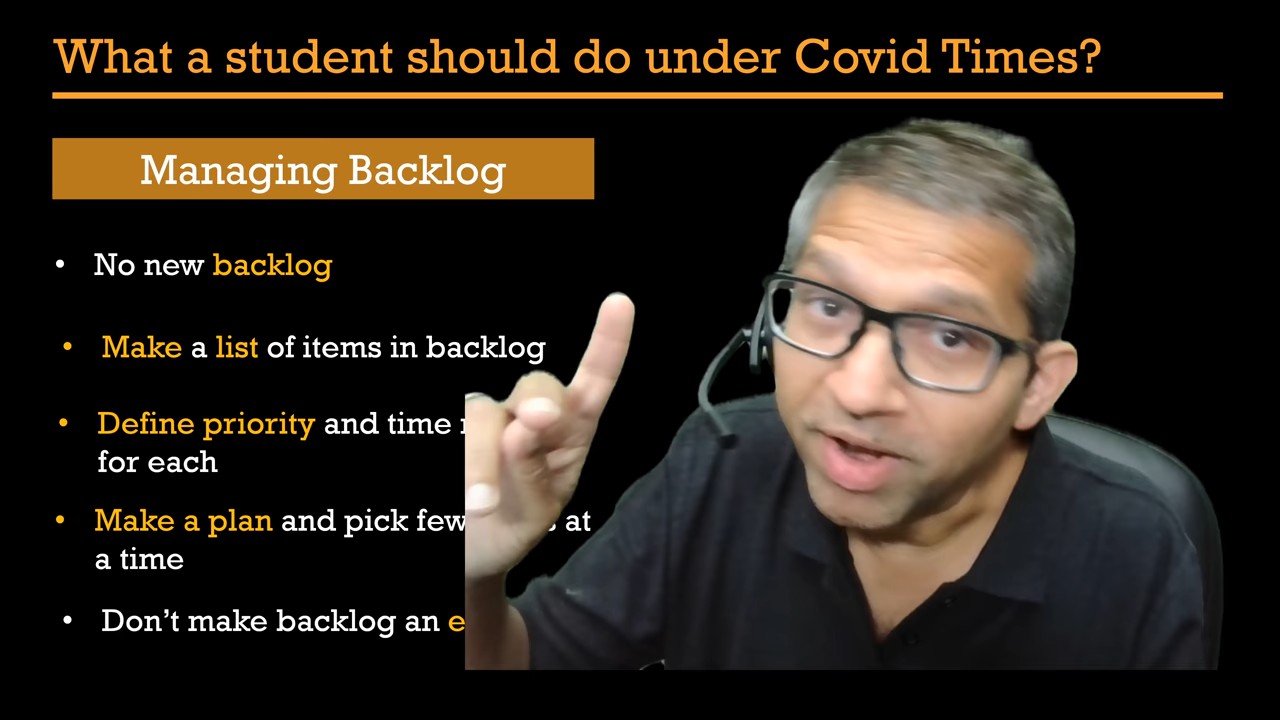 What a student should do under Covid Times?
Managing Backlog
• No new backlog
• Make a list of items in backlog
• Define priority and time
for each
• Make a plan and pick few at
a time
• Don't make backlog an